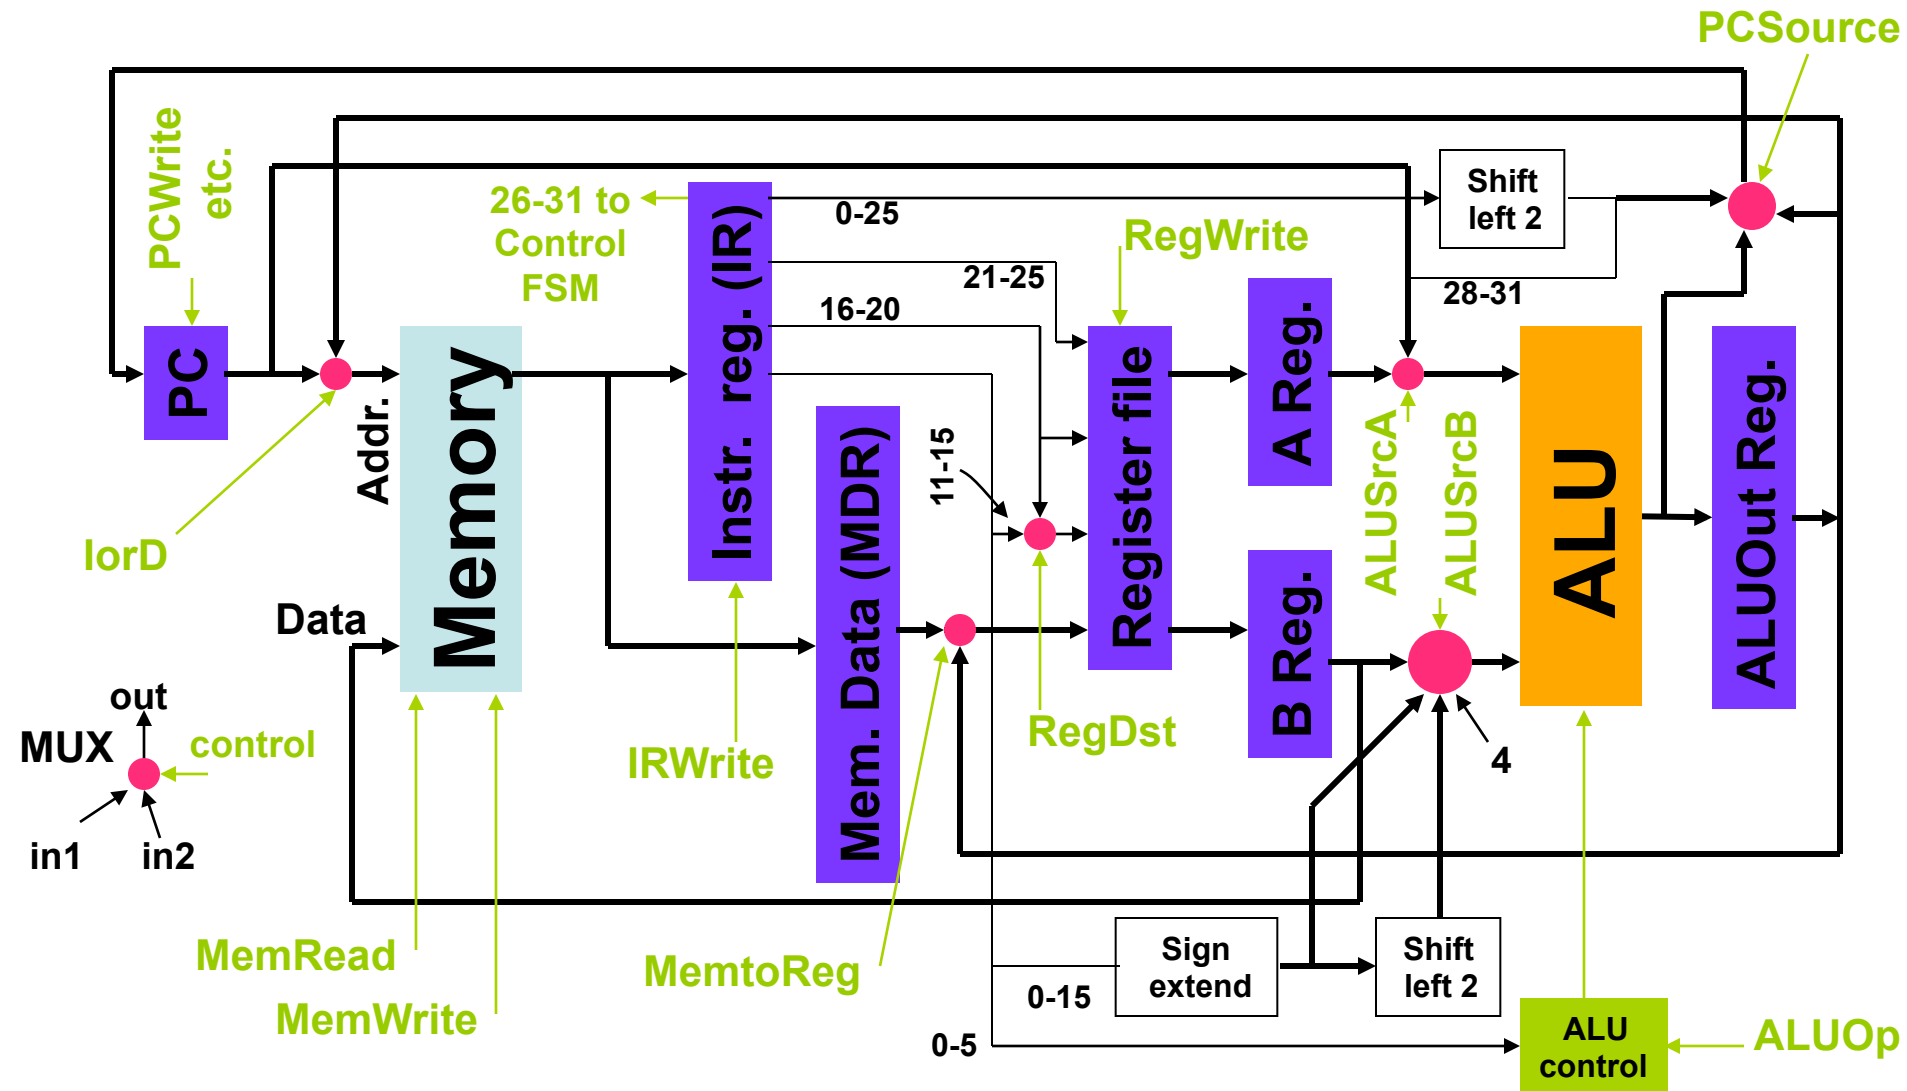 PCSource
PCWrite
etc.
26-31 to
Control
FSM
0-25
Shift
left 2
RegWrite
21-25
28-31
16-20
PC
Addr.
Memory
Instr. reg. (IR)
Mem. Data (MDR)
11-15
Register file
A Reg.
B Reg.
ALUSrcA
ALUSrcB
ALU
ALUOut Reg.
IorD
Data
out
MUX
control
in1
in2
IRWrite
RegDst
4
MemRead
MemWrite
MemtoReg
Sign
extend
Shift
left 2
0-15
0-5
ALU
control
ALUOp